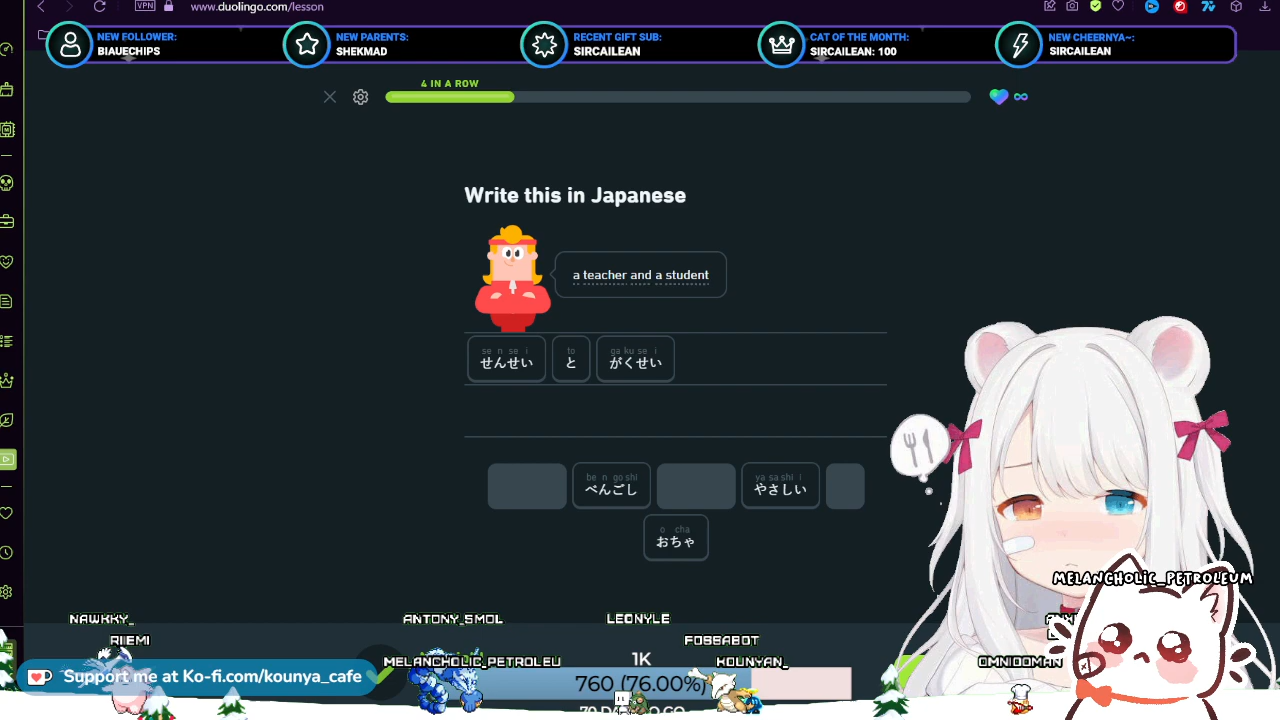 VPN
www.duolingo.com/lesson
NEW FOLLOWER:
BIAUECHIPS
NEW PARENTS:
SHEKMAD
RECENT GIFT SUB:
SIRCAILEAN
CAT OF THE MONTH:
SIRCAILEAN: 100
NEW CHEERNYA~:
SIRCAILEAN
4 IN A ROW
Write this in Japanese
a teacher and a student
se n se i
せんせい
to
と
ga ku se i
がくせい
be n go shi
べんごし
ya sa shi i
やさしい
o cha
おちゃ
MELANCHOLIC_PETROLEUM
NAWKKY_
ANTONY_SMOL
LEONYLE
RIIEMI
FOSSABOT
MELANCHOLIC_PETROLEU
1K
KOUNYAN_
OMNIDOMAN
Support me at Ko-fi.com/kounya_cafe
760 (76.00%)